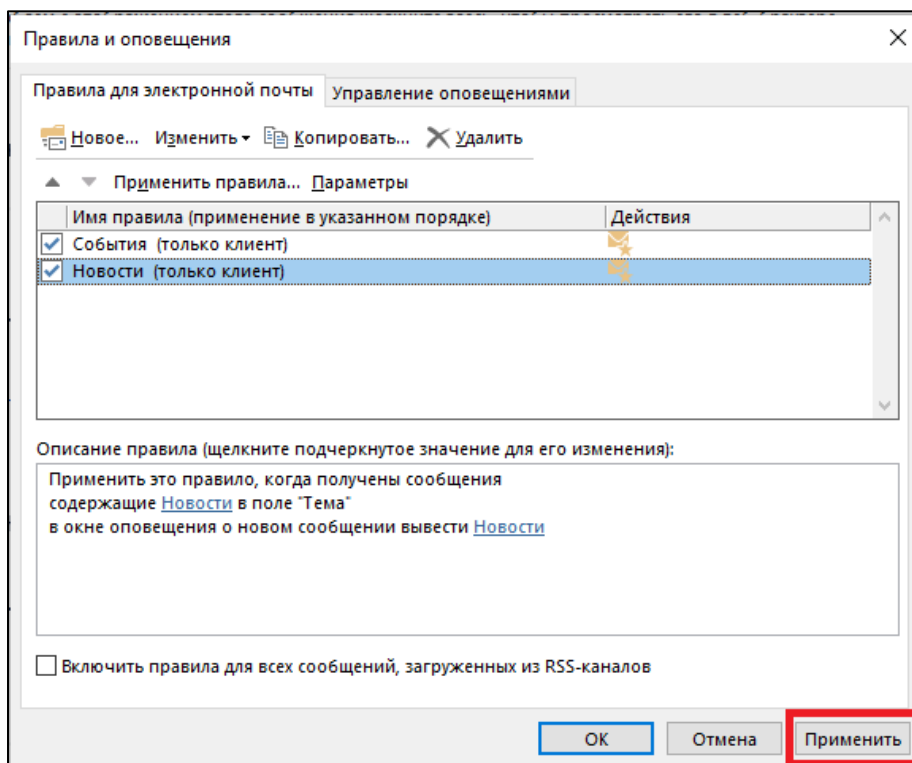 Правила и оповещения
Правила для электронной почты Управление оповещениями
Новое... Изменить Копировать... Удалить
Применить правила... Параметры
Имя правила (применение в указанном порядке) Действия
События (только клиент)
Новости (только клиент)
Описание правила (щелкните подчеркнутое значение для его изменения):
Применить это правило, когда получены сообщения
содержащие Новости в поле "Тема"
в окне оповещения о новом сообщении вывести Новости
Включить правила для всех сообщений, загруженных из RSS-каналов
ОК Отмена Применить